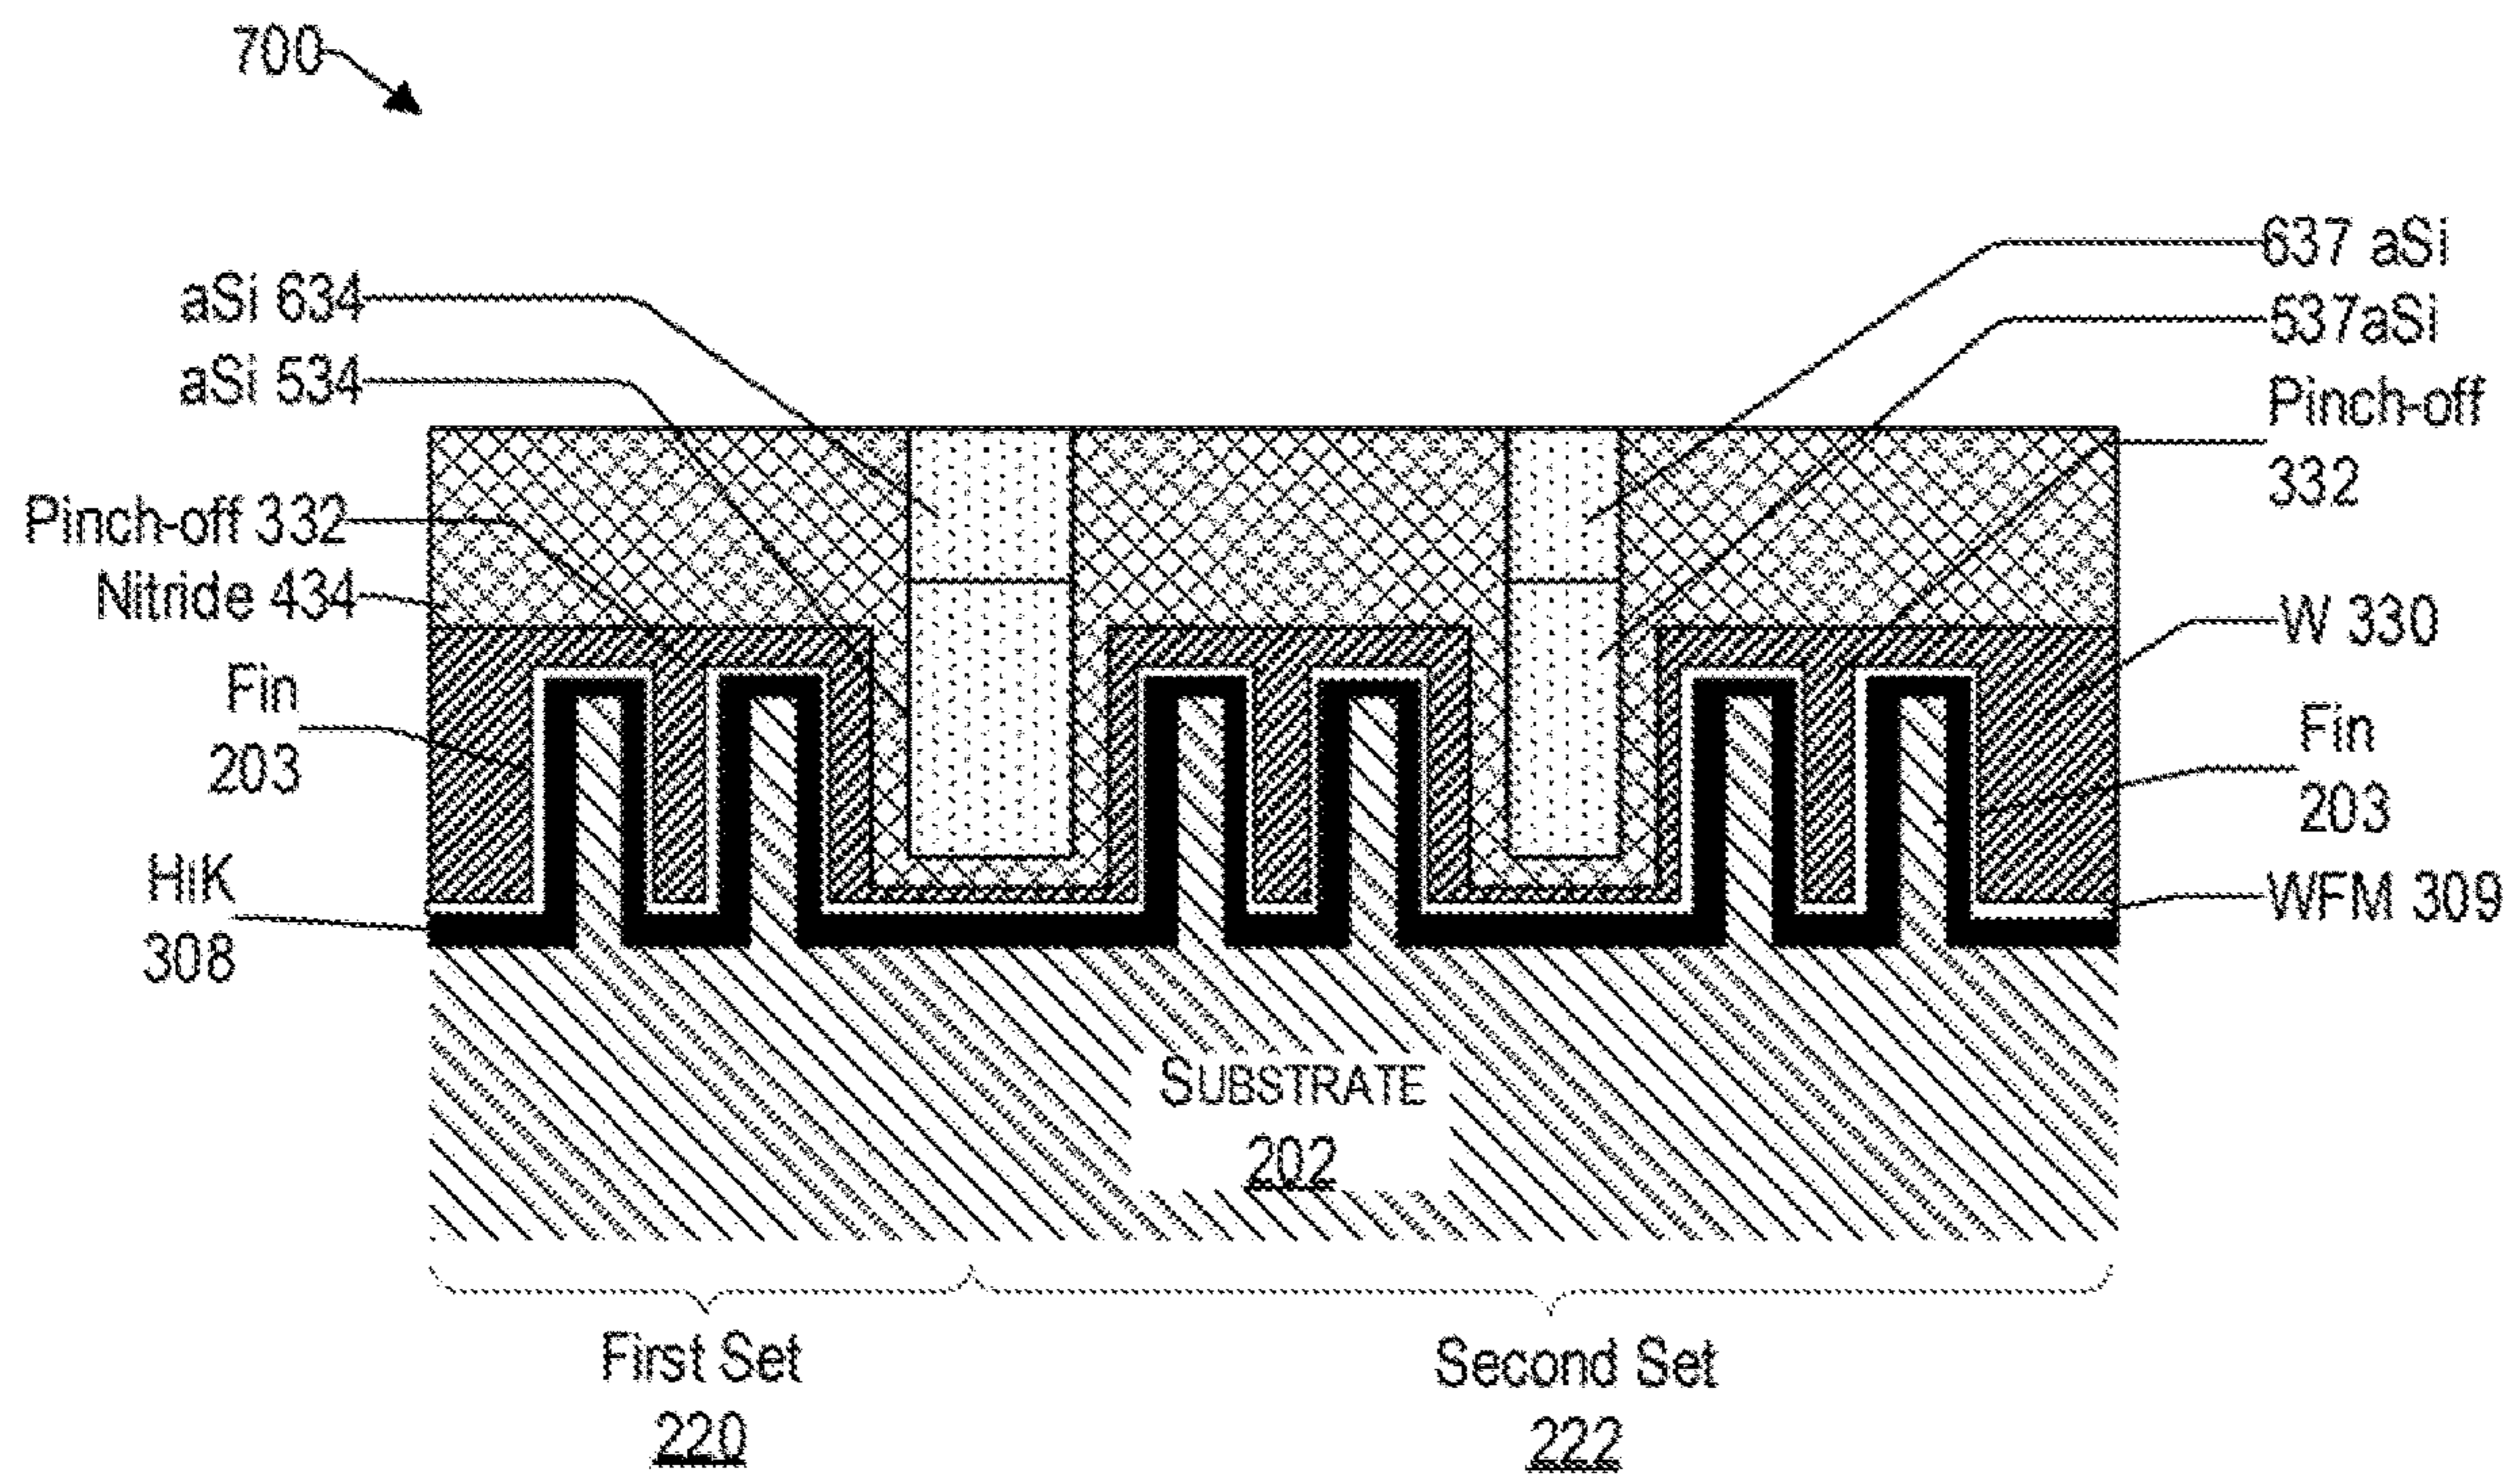 700
aSi 634
aSi 534
Pinch-off 332
Nitride 434
Fin
203
HiK
308
637 aSi
537aSi
Pinch-off
332
W 330
Fin
203
WFM 309
SUBSTRATE
202
First Set
220
Second Set
222